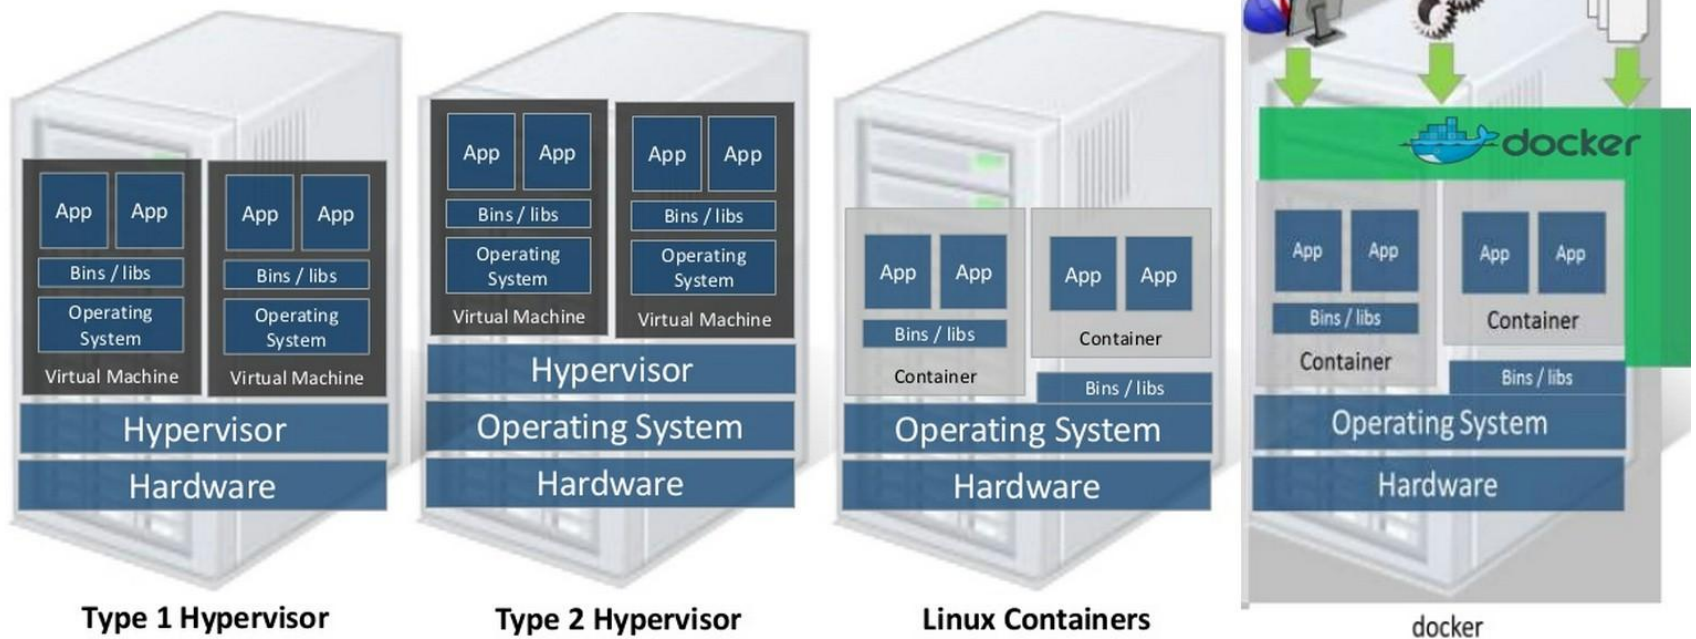 App
App
Bins / libs
Operating
System
Virtual Machine
App
App
Bins / libs
Operating
System
Virtual Machine
Hypervisor
Hardware
Type 1 Hypervisor
App
App
Bins / libs
Operating
System
Virtual Machine
App
App
Bins / libs
Operating
System
Virtual Machine
Hypervisor
Operating System
Hardware
Type 2 Hypervisor
App
App
Bins / libs
Container
App
App
Container
Bins / libs
Operating System
Hardware
Linux Containers
docker
App
App
Bins / libs
Container
App
App
Container
Bins / libs
Operating System
Hardware
docker